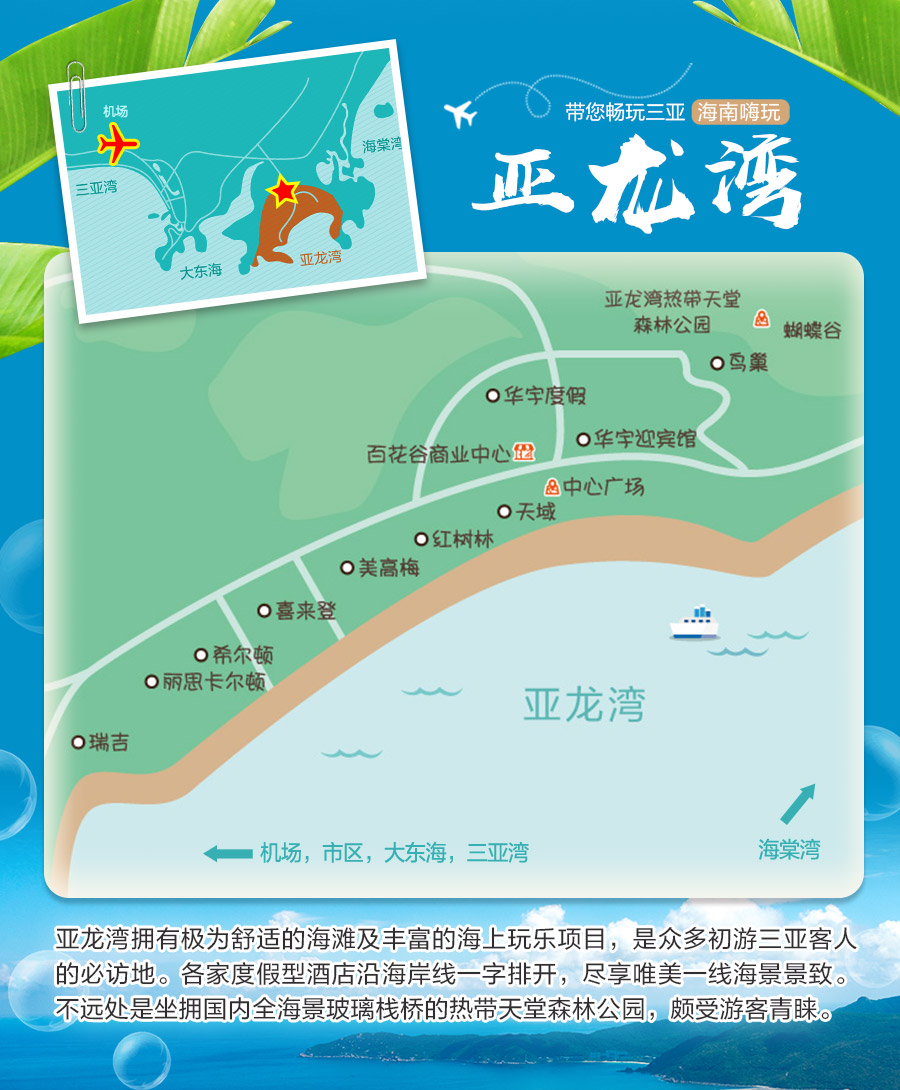 机场
三亚湾
大东海
亚龙湾
海棠湾
带您畅玩三亚 海南嗨玩
亚龙湾
亚龙湾热带天堂
森林公园
蝴蝶谷
鸟巢
华宇度假
华宇迎宾馆
百花谷商业中心
中心广场
天域
红树林
美高梅
喜来登
希尔顿
丽思卡尔顿
瑞吉
亚龙湾
机场，市区，大东海，三亚湾
海棠湾
亚龙湾拥有极为舒适的海滩及丰富的海上玩乐项目，是众多初游三亚客人
的必访地。各家度假型酒店沿海岸线一字排开，尽享唯美一线海景景致。
不远处是坐拥国内全海景玻璃栈桥的热带天堂森林公园，颇受游客青睐。